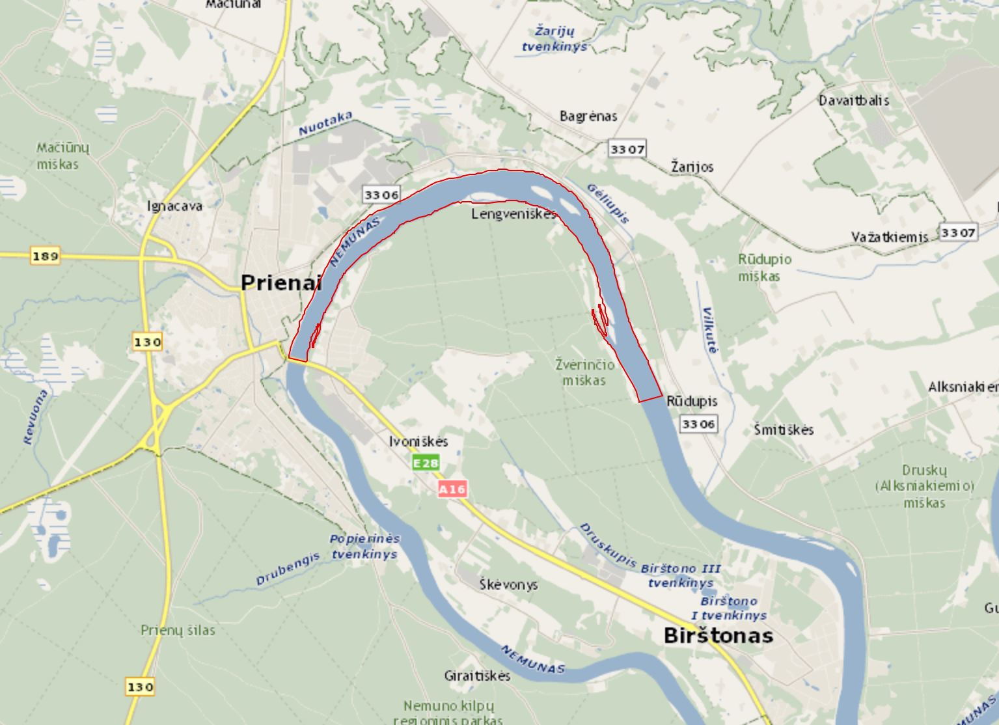 Mačiūnai
Žarijų
tvenkinys
Davaitbalis
Nuotaka
Bagrėnas
Mačiūnų
miškas
3307
Žarijos
3306
Gėliupis
Ignacava
Lengveniškės
NEMUNAS
Važatkiemis
3307
189
Rūdupio
miškas
Prienai
130
Vilkutė
Žvėrinčio
miškas
Alksniakiem
Revuona
Rūdupis
3306
Šmitiškės
Ivoniškės
E28
A16
Druskų
(Alksniakiemio)
miškas
Popierinės
tvenkinys
Druskupis
Drubengis
Birštono III
tvenkinys
Škėvonys
Birštono
I tvenkinys
Gu
Prienų šilas
Birštonas
NEMUNAS
Giraitiškės
130
Nemuno kilpų
regioninis parkas
MUNAS